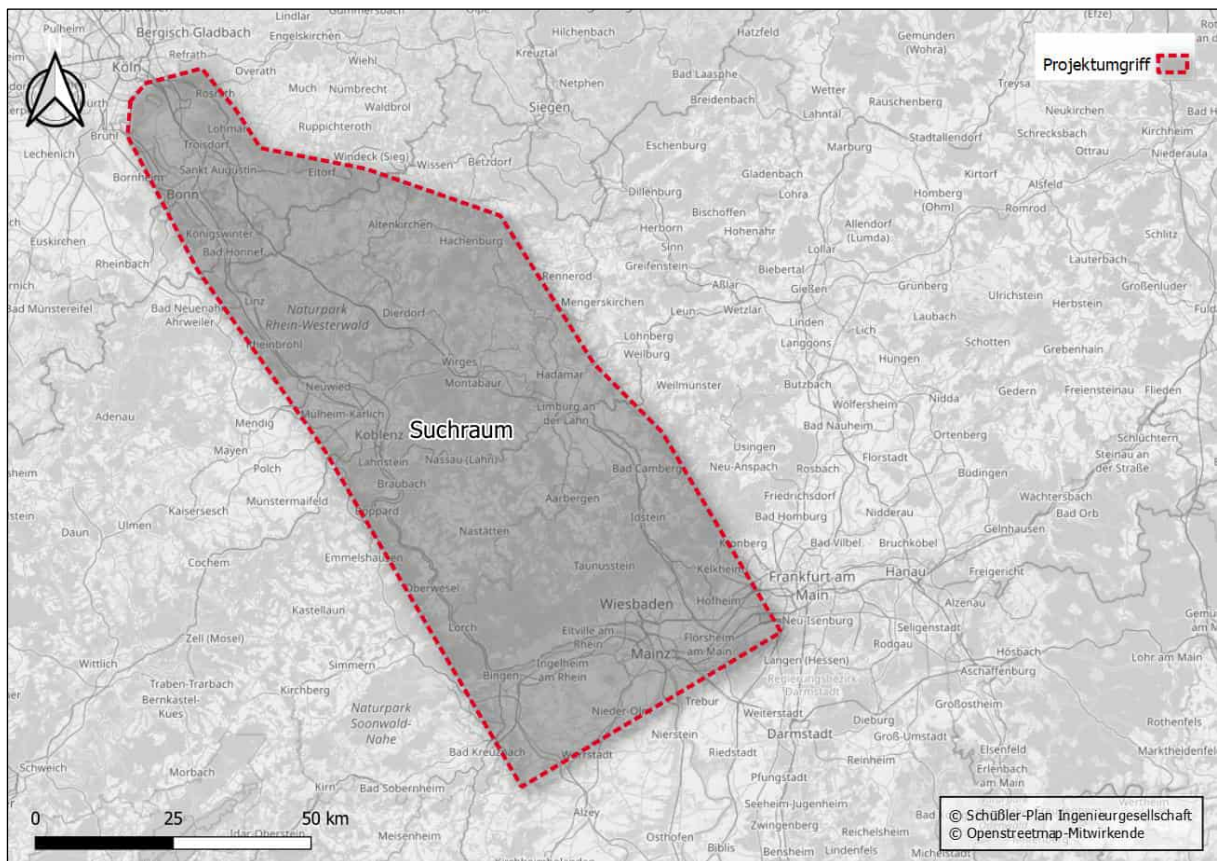 Lindlar
Gummersbach
Hilchenbach
Hatzfeld
Gemünden
(Wohra)
(Efze)
Pulheim
Bergisch Gladbach
Engelskirchen
Kreuztal
Refrath
Wiehl
Bad Laasphe
Treysa
Köln
Overath
Netphen
Projektumgriff
Rosrath
Much
Nümbrecht
Siegen
Breidenbach
Wetter
Rauschenberg
Neukirchen
Waldbröl
Lahntal
Brühl
Lohmar
Ruppichteroth
Stadtallendorf
Schrecksbach
Kirchheim
Lechenich
Troisdorf
Eschenburg
Marburg
Ottrau
Niederaula
Windeck (Sieg)
Wissen
Betzdorf
Sankt Augustin
Eitorf
Gladenbach
Kirtorf
Bornheim
Bonn
Dillenburg
Lohra
Homberg
(Ohm)
Alsfeld
Altenkirchen
Bischoffen
Allendorf
(Lumda)
Romrod
Königswinter
Hachenburg
Herborn
Hohenahr
Schlitz
Euskirchen
Bad Honnef
Sinn
Lollar
Rheinbach
Greifenstein
Biebertal
Lauterbach
Rennerod
Aßlar
Gießen
Grünberg
Großenlüder
Bad Münstereifel
Bad Neuenahr-
Ahrweiler
Linz
Mengerskirchen
Ulrichstein
Herbstein
Naturpark
Rhein-Westerwald
Dierdorf
Leun
Wetzlar
Linden
Laubach
Löhnberg
Lich
Langgöns
Schotten
Grebenhain
Rheinbrohl
Wirges
Weilburg
Hungen
Montabaur
Hadamar
Neuwied
Weilmünster
Butzbach
Nidda
Gedern
Freiensteinau
Flieden
Adenau
Mülheim-Kärlich
Limburg an
der Lahn
Wölfersheim
Mendig
Koblenz
Suchraum
Bad Nauheim
Schlüchtern
Mayen
Usingen
Ortenberg
Steinau an
der Straße
Polch
Lahnstein
Nassau (Lahn)
Bad Camberg
Neu-Anspach
Rosbach
Florstadt
Büdingen
Braubach
Münstermaifeld
Aarbergen
Friedrichsdorf
Wächtersbach
Kaisersesch
Boppard
Idstein
Bad Homburg
Nidderau
Bad Orb
Daun
Ulmen
Nastätten
Gelnhausen
Kronberg
Bad Vilbel
Bruchköbel
Emmelshausen
Cochem
Taunusstein
Kelkheim
Frankfurt am
Main
Hanau
Freigericht
Oberwesel
Kastellaun
Wiesbaden
Hofheim
Alzenau
Lorch
Eltville am
Rhein
Neu-Isenburg
Seligenstadt
Zell (Mosel)
Flörsheim
am Main
Rodgau
Wittlich
Simmern
Ingelheim
am Rhein
Mainz
Langen (Hessen)
Hösbach
Lohr am Main
Bingen
Regierungsbezirk
Darmstadt
Aschaffenburg
Traben-Trarbach
Kirchberg
Bernkastel-
Kues
Naturpark
Soonwald-
Nahe
Nieder-Olm
Trebur
Weiterstadt
Großostheim
Dieburg
Rothenfels
Nierstein
Darmstadt
Groß-Umstadt
Bad Kreuznach
Wörrstadt
Riedstadt
Elsenfeld
Marktheidenfeld
Schweich
Morbach
Reinheim
Erlenbach
am Main
Kirn
Bad Sobernheim
Pfungstadt
Alzey
Seeheim-Jugenheim
Zwingenberg
Idar-Oberstein
Meisenheim
Osthofen
Reichelsheim
Biblis
Bensheim
Lindenfels
Michelstadt
Kirchheimbolanden
0 25 50 km
© Schüßler-Plan Ingenieurgesellschaft
© Openstreetmap-Mitwirkende